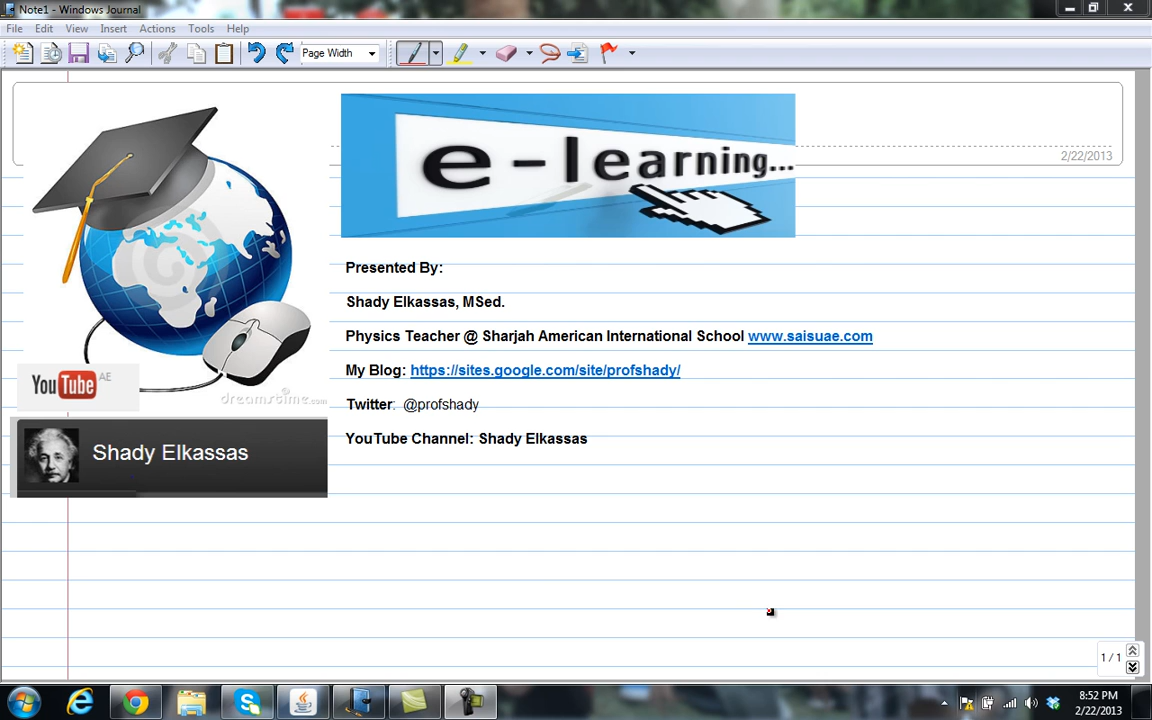 Note1 - Windows Journal
File Edit View Insert Actions Tools Help
Page Width
e-learning...
2/22/2013
Presented By:
Shady Elkassas, MSed.
Physics Teacher @ Sharjah American International School www.saisuae.com
My Blog: https://sites.google.com/site/profshady/
Twitter: @profshady
YouTube Channel: Shady Elkassas
dreamstime.com
YouTube AE
Shady Elkassas
1 / 1
8:52 PM
2/22/2013